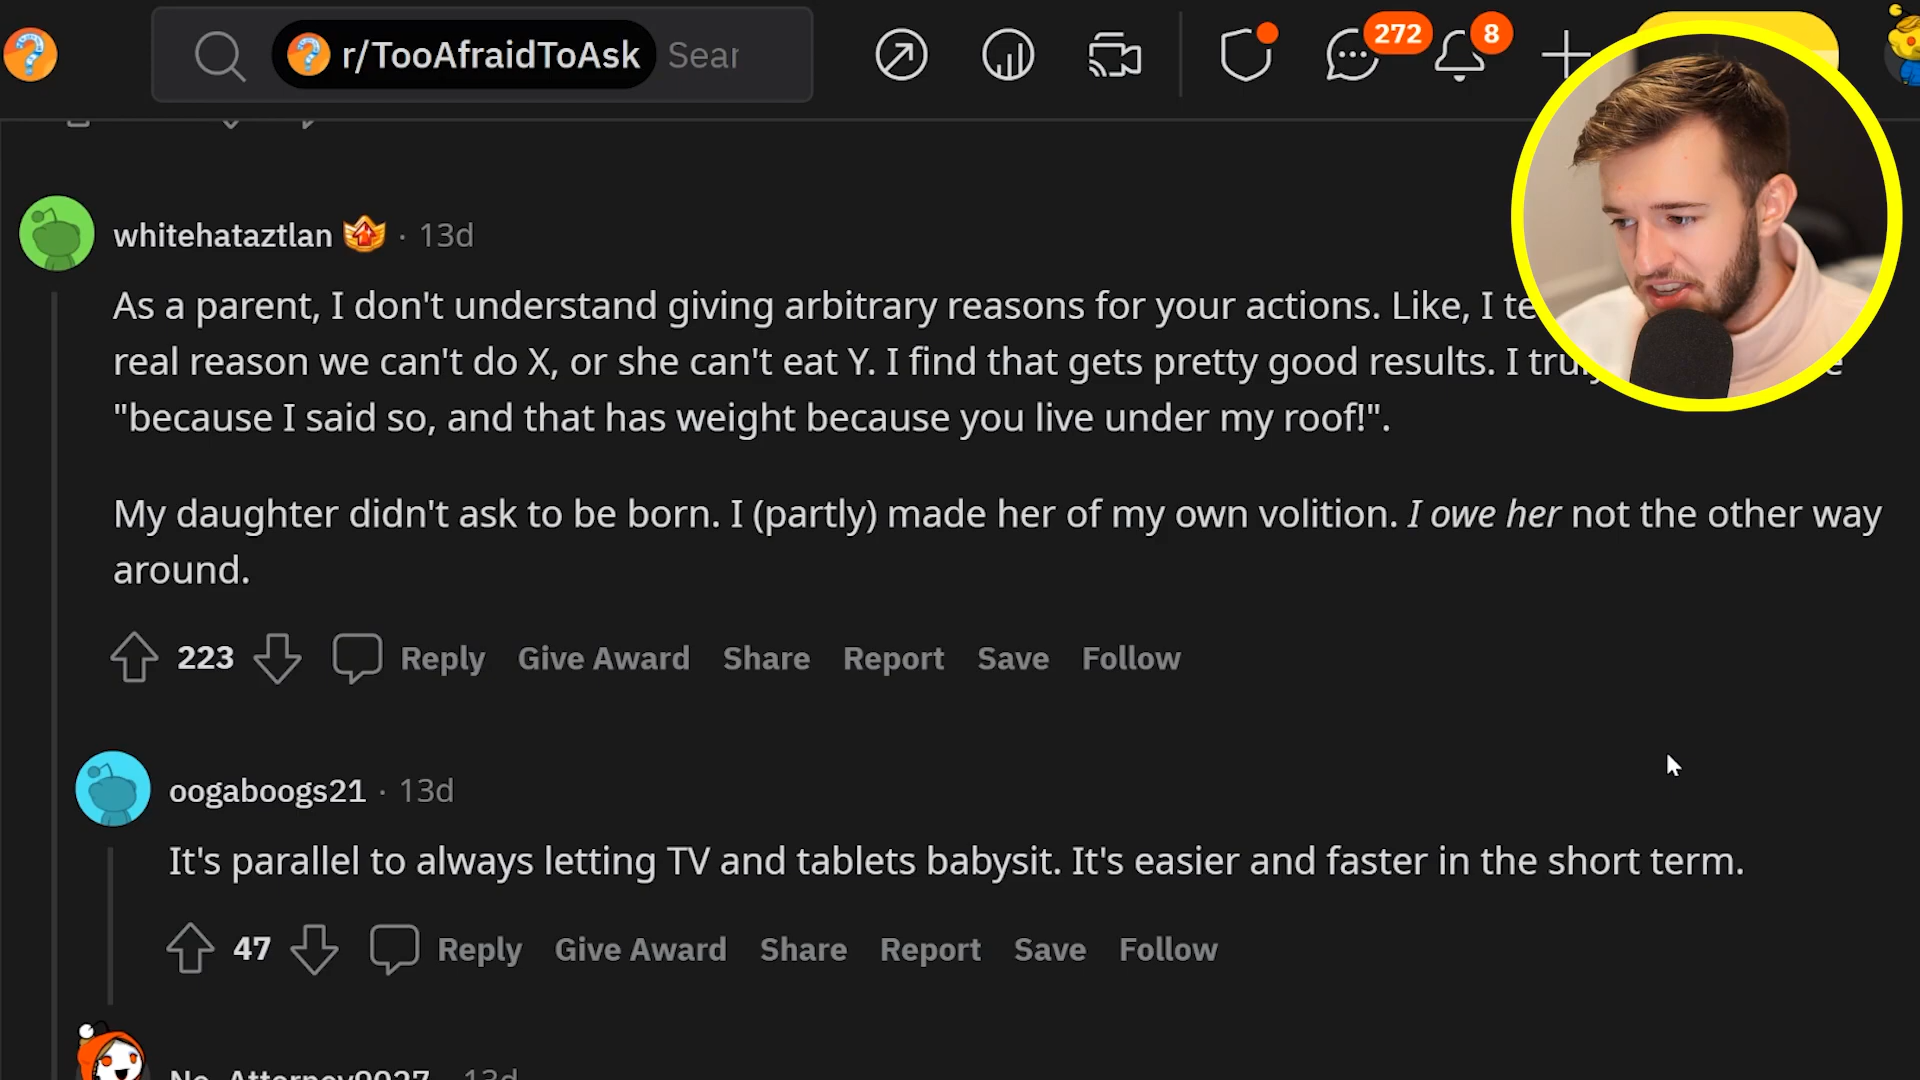 r/TooAfraidToAsk Sear
272
8
whitehataztlan · 13d
As a parent, I don't understand giving arbitrary reasons for your actions. Like, I te
real reason we can't do X, or she can't eat Y. I find that gets pretty good results. I
"because I said so, and that has weight because you live under my roof!".
My daughter didn't ask to be born. I (partly) made her of my own volition. I owe her not the other way
around.
223 Reply Give Award Share Report Save Follow
oogaboogs21 · 13d
It's parallel to always letting TV and tablets babysit. It's easier and faster in the short term.
47 Reply Give Award Share Report Save Follow
13d